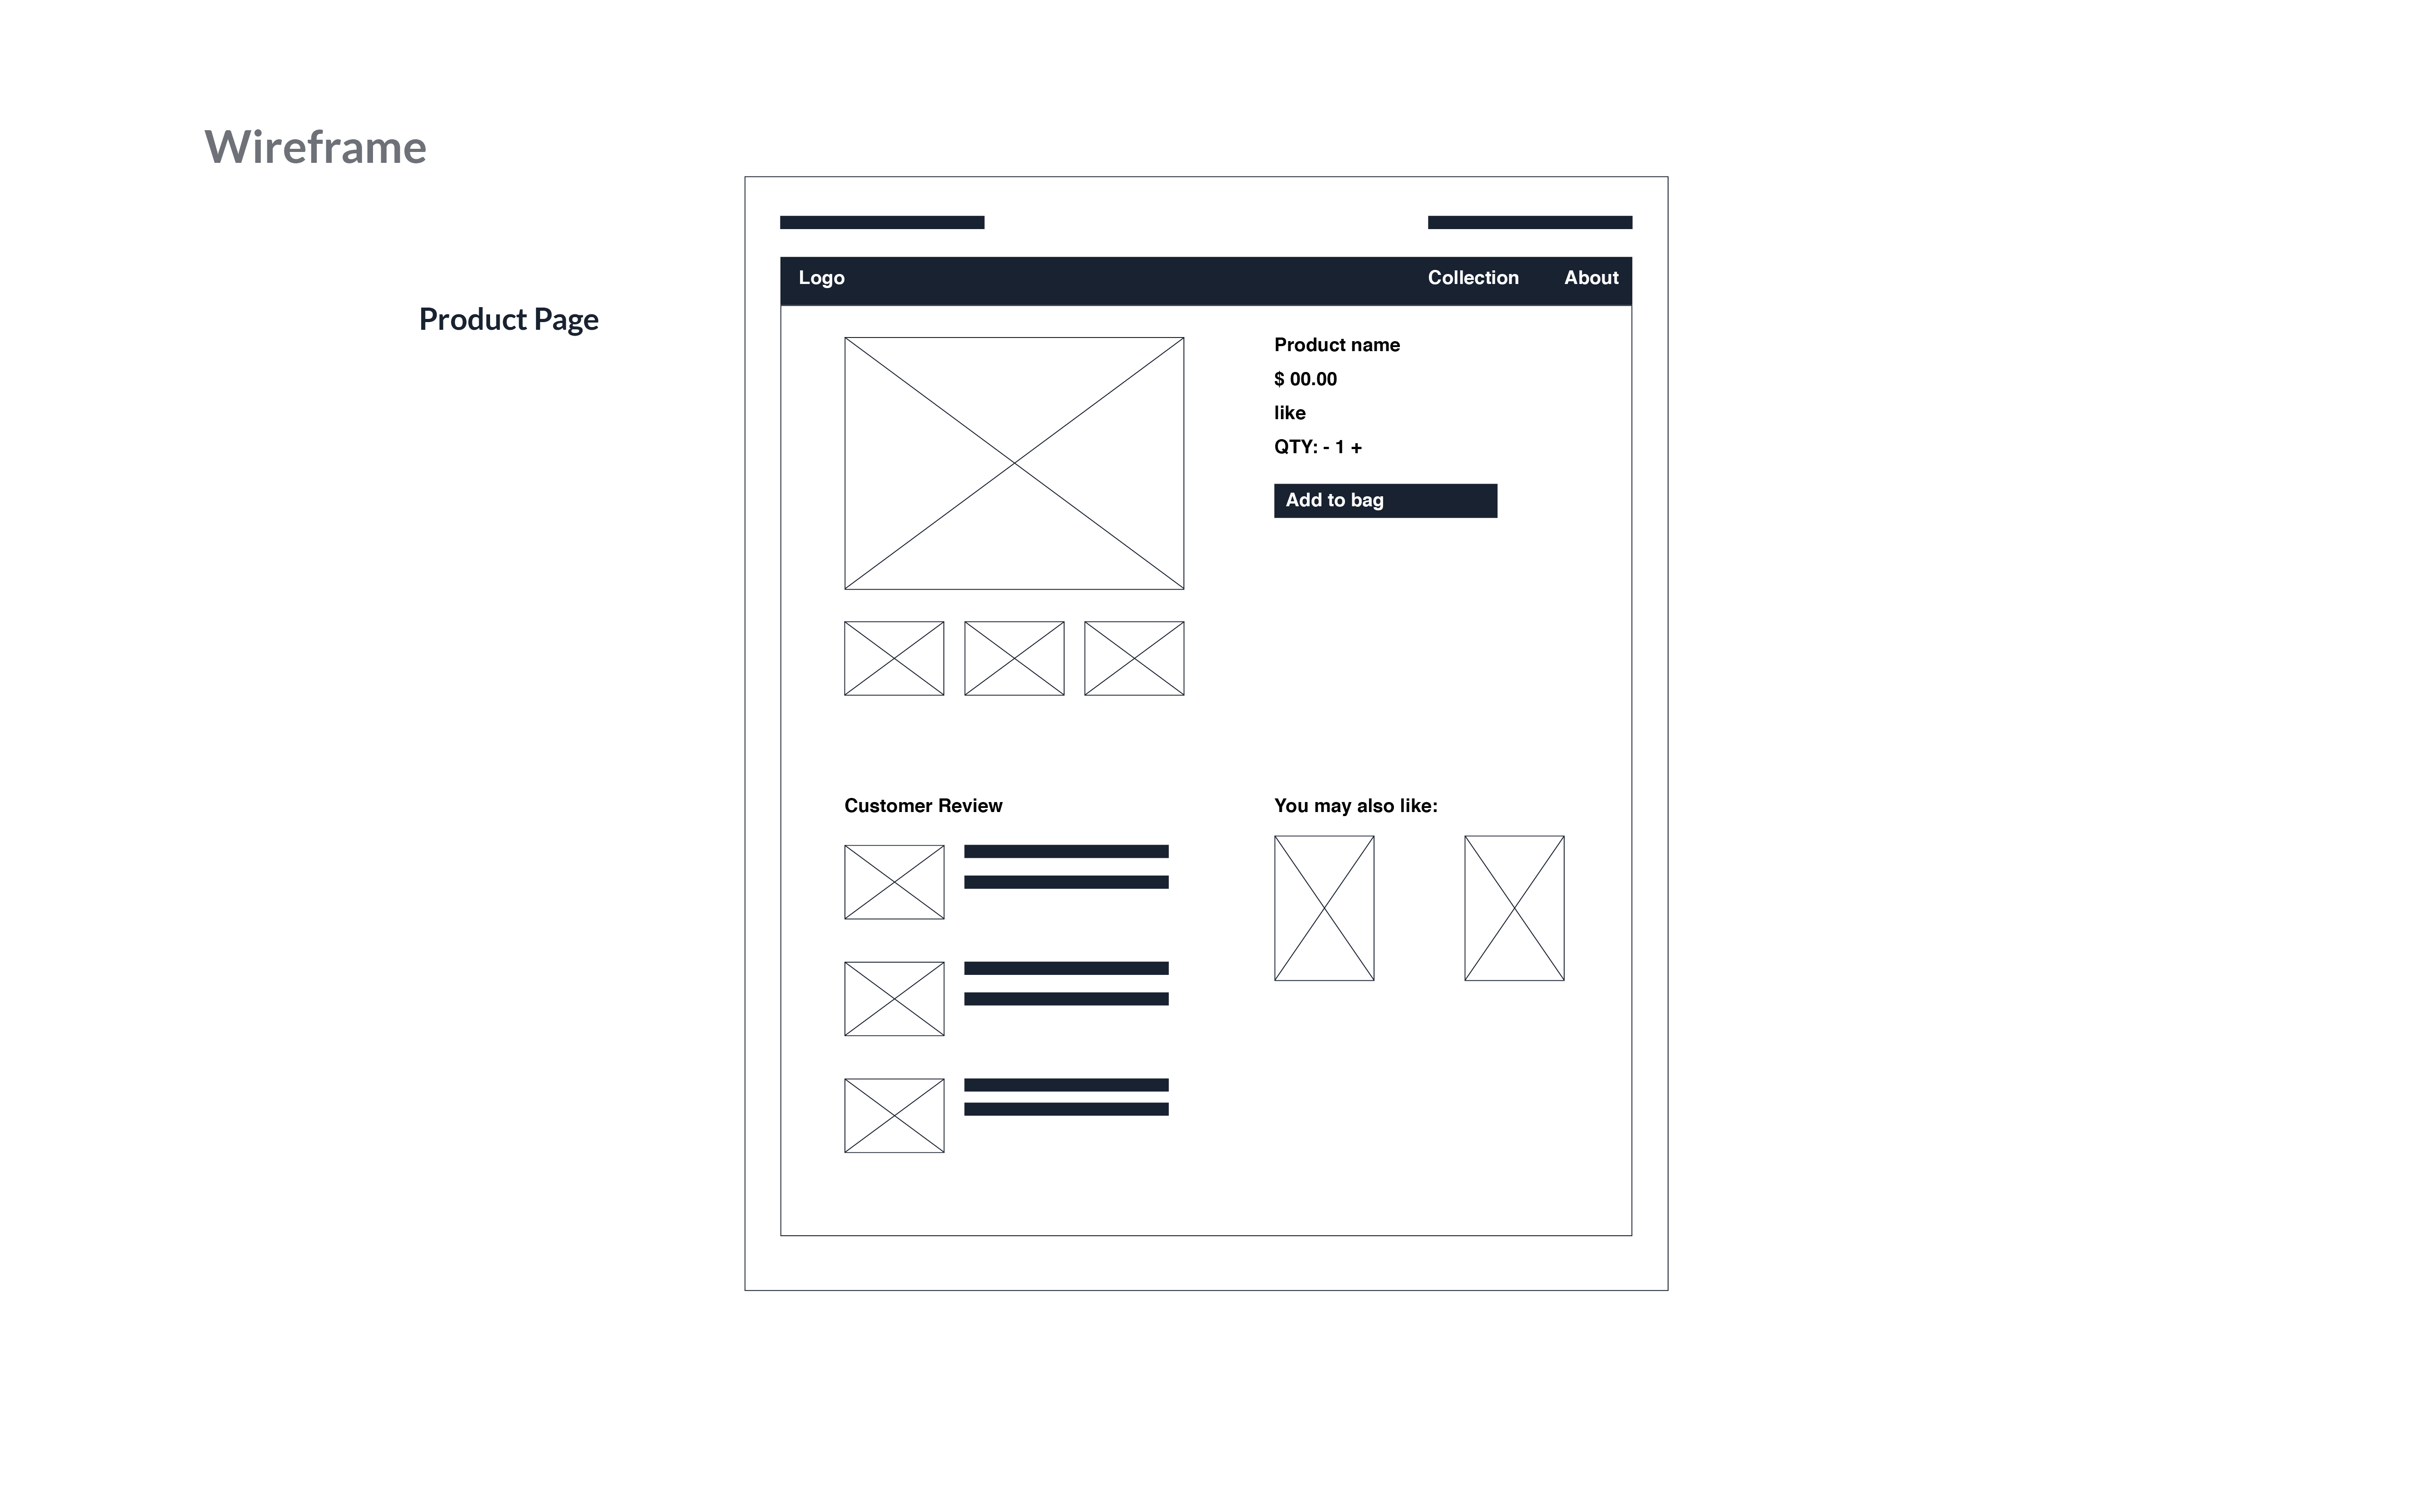 Wireframe
Product Page
Logo Collection About
Product name
$ 00.00
like
QTY: - 1 +
Add to bag
Customer Review
You may also like: